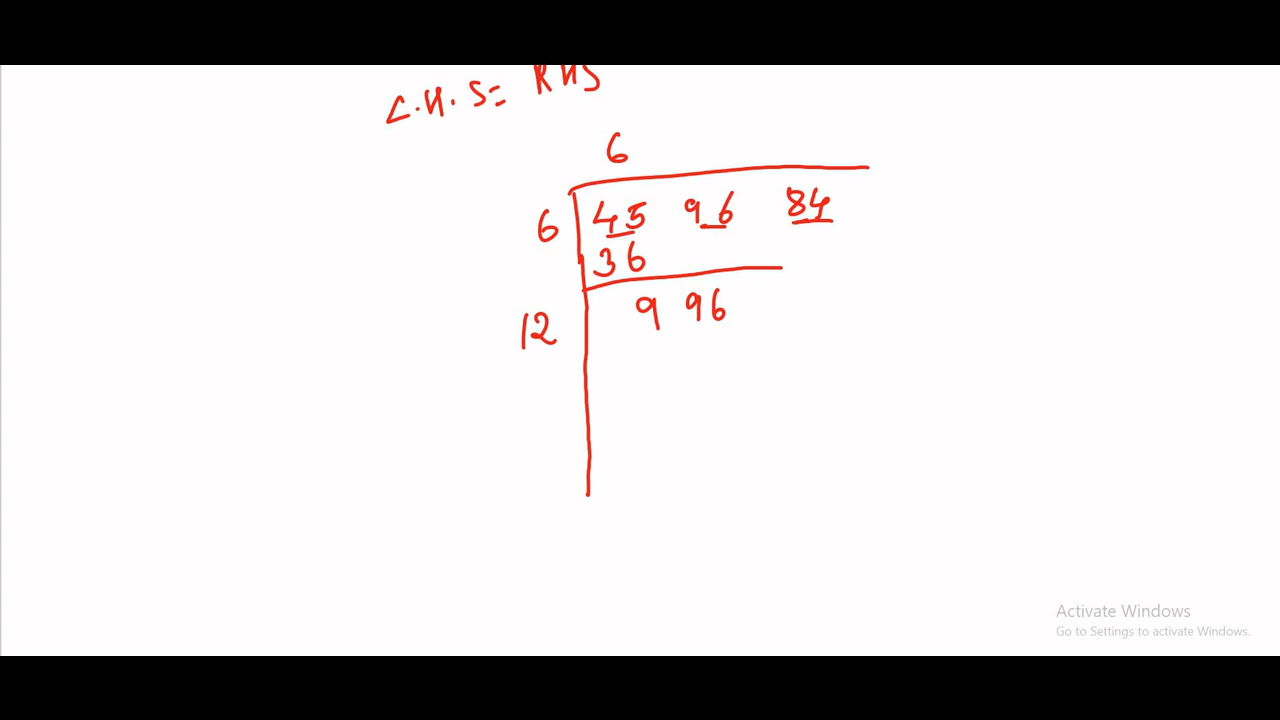 L.H.S= RHS
6
6 45 96 84
36
12 9 96
Activate Windows
Go to Settings to activate Windows.